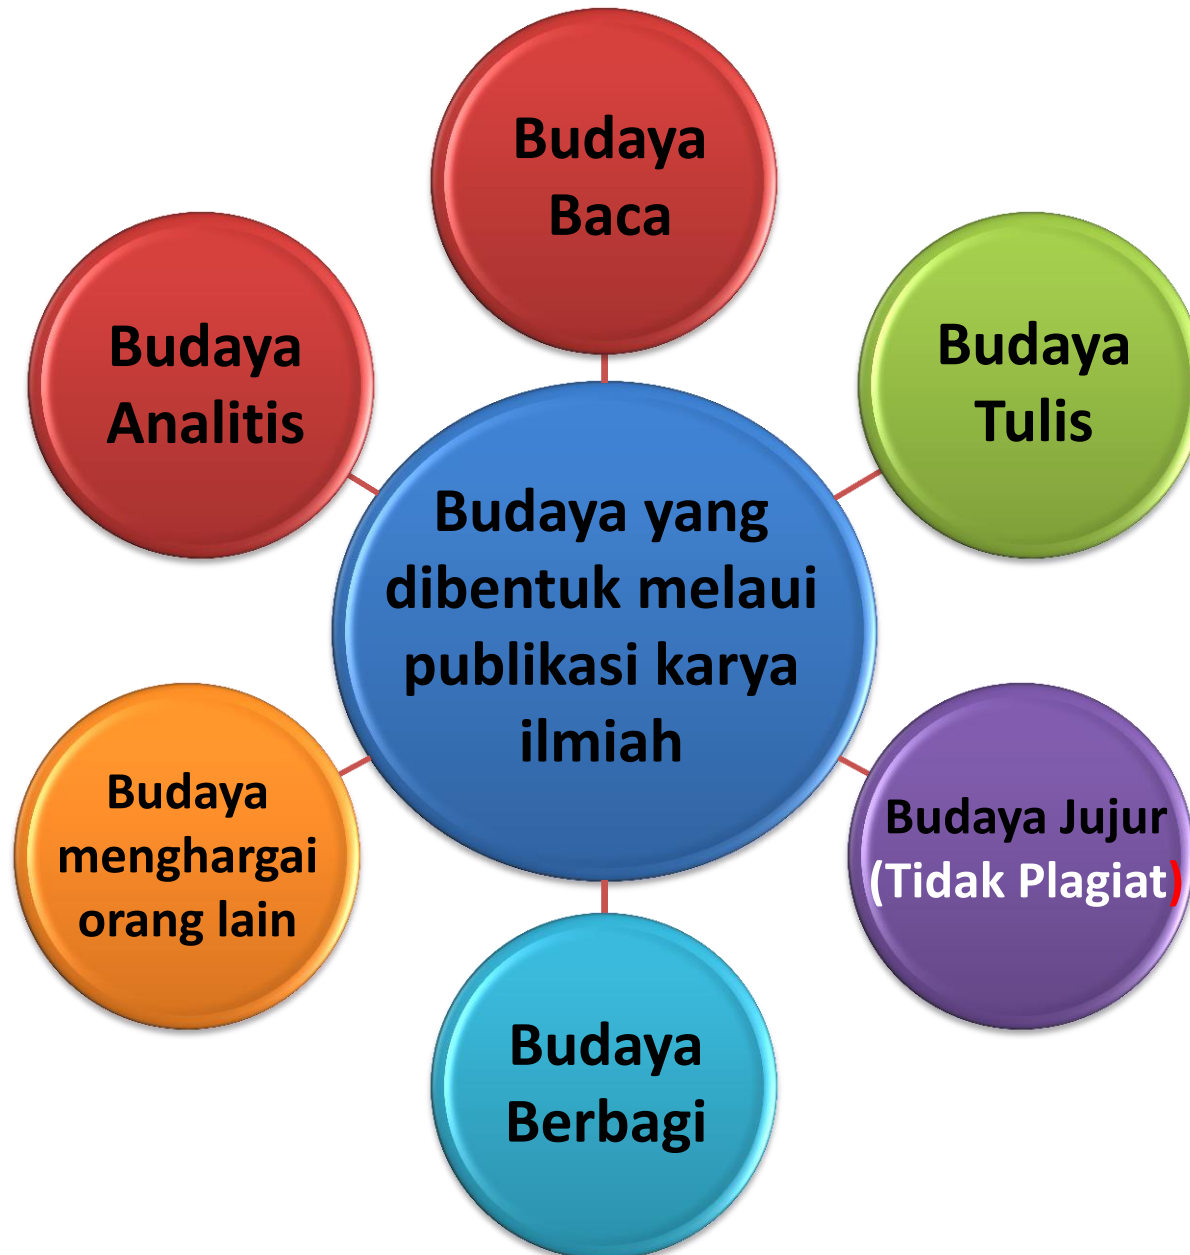 Budaya
Baca
Budaya
Analitis
Budaya
Tulis
Budaya yang
dibentuk melaui
publikasi karya
ilmiah
Budaya
menghargai
orang lain
Budaya Jujur
(Tidak Plagiat)
Budaya
Berbagi